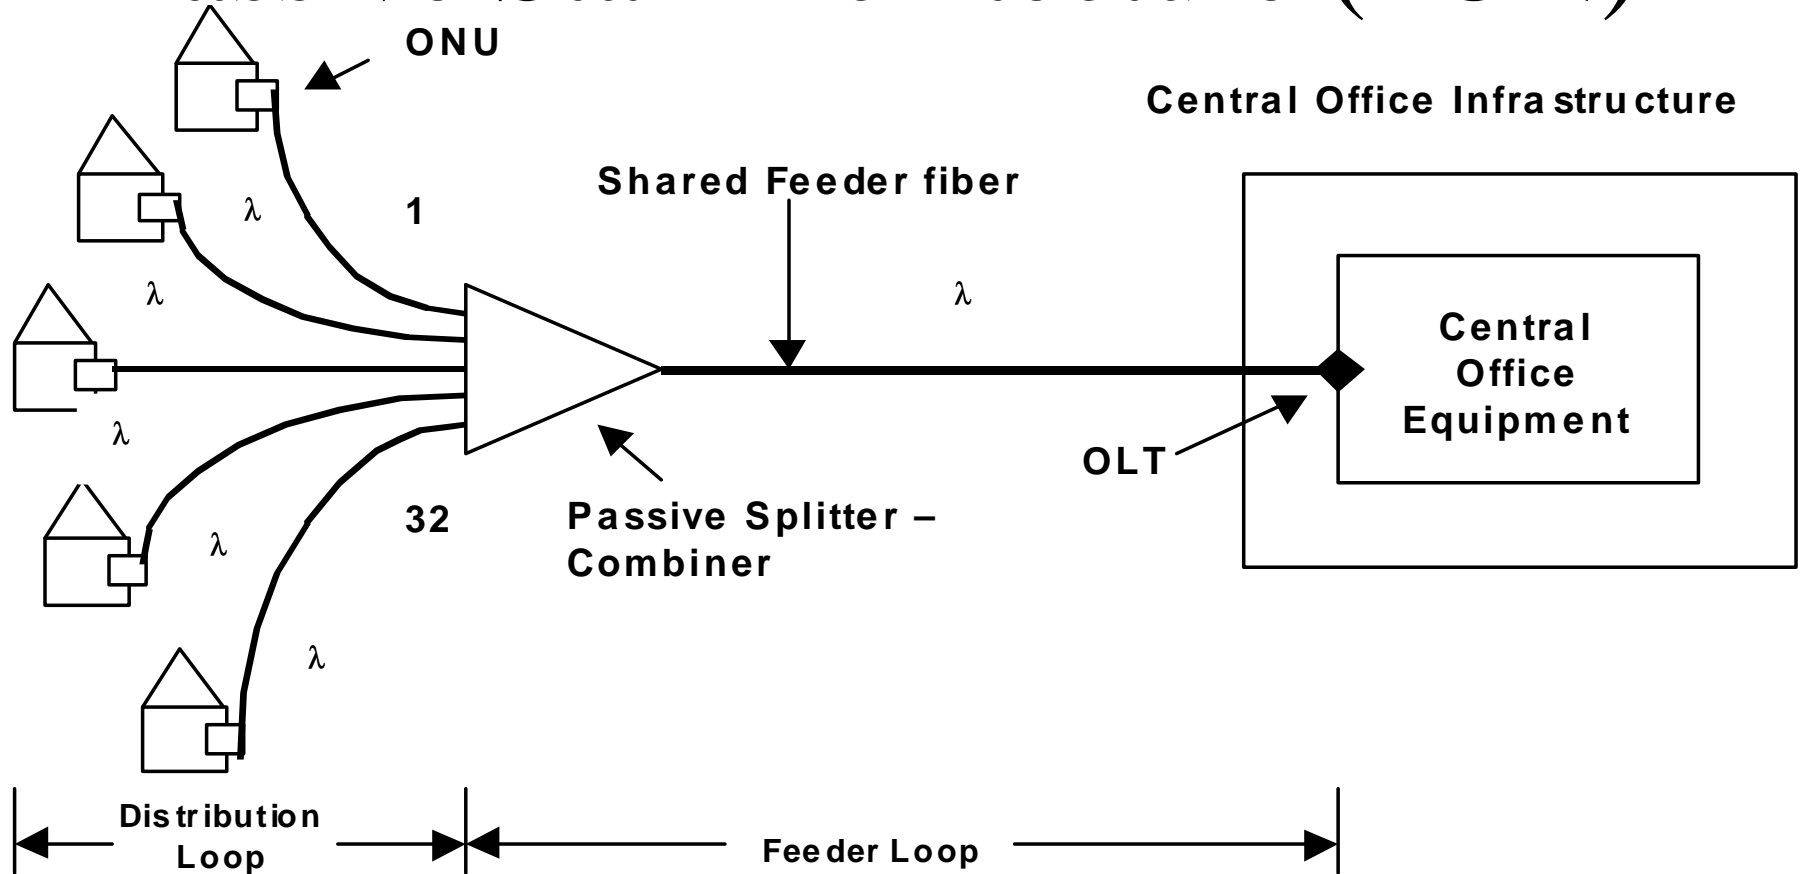 ONU
Central Office Infrastructure
Shared Feeder fiber
λ
1
λ
λ
Central
Office
Equipment
λ
OLT
32
Passive Splitter –
Combiner
λ
λ
Distribution
Loop
Feeder Loop